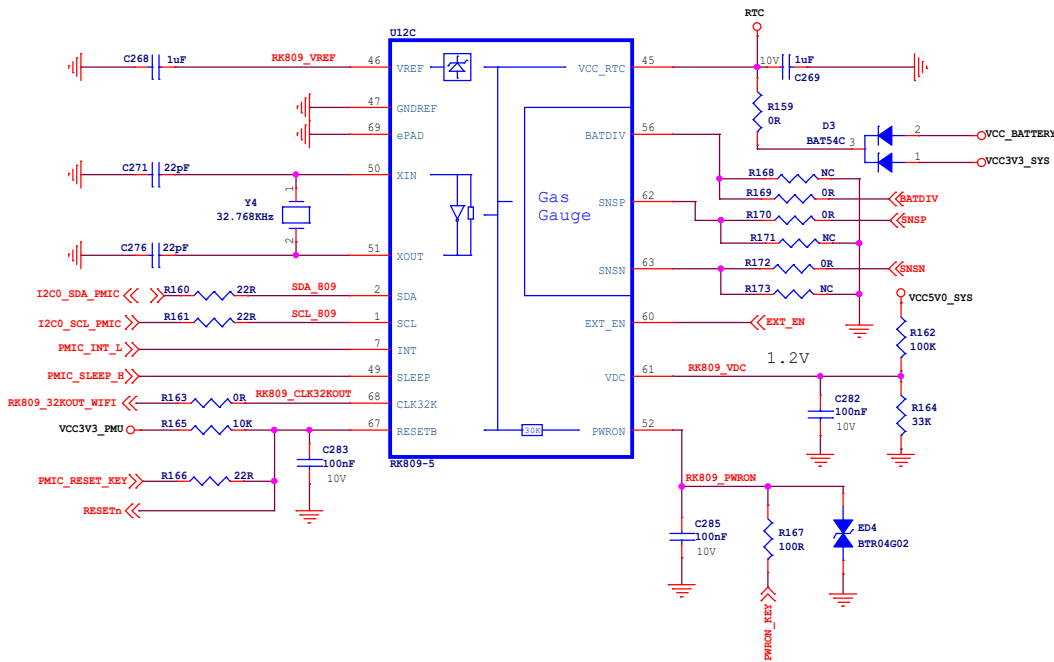 RTC
U12C
C268 1uF RK809_VREF 46 VREF
VCC_RTC 45 10V 1uF
C269
47 GNDREF
R159
0R
69 ePAD
BATDIV 56
D3
BAT54C 3
2 VCC_BATTERY
1 VCC3V3_SYS
C271 22pF 50 XIN
1
Y4
32.768KHz
2
C276 22pF 51 XOUT
Gas
Gauge
R168 NC
R169 0R BATDIV
SNSP 62 R170 0R SNSP
R171 NC
SNSN 63 R172 0R SNSN
R173 NC
I2C0_SDA_PMIC R160 22R SDA_809 2 SDA
I2C0_SCL_PMIC R161 22R SCL_809 1 SCL
EXT_EN 60 EXT_EN
VCC5V0_SYS
R162
100K
PMIC_INT_L 7 INT
1.2V
PMIC_SLEEP_H 49 SLEEP
VDC 61 RK809_VDC
RK809_32KOUT_WIFI R163 0R RK809_CLK32KOUT 68 CLK32K
C282
100nF
10V
R164
33K
VCC3V3_PMU R165 10K 67 RESETB
30K PWRON 52
C283
100nF
10V
RK809-5
PMIC_RESET_KEY R166 22R
RESETn
RK809_PWRON
C285
100nF
10V
R167
100R
ED4
BTR04G02
PWRON_KEY